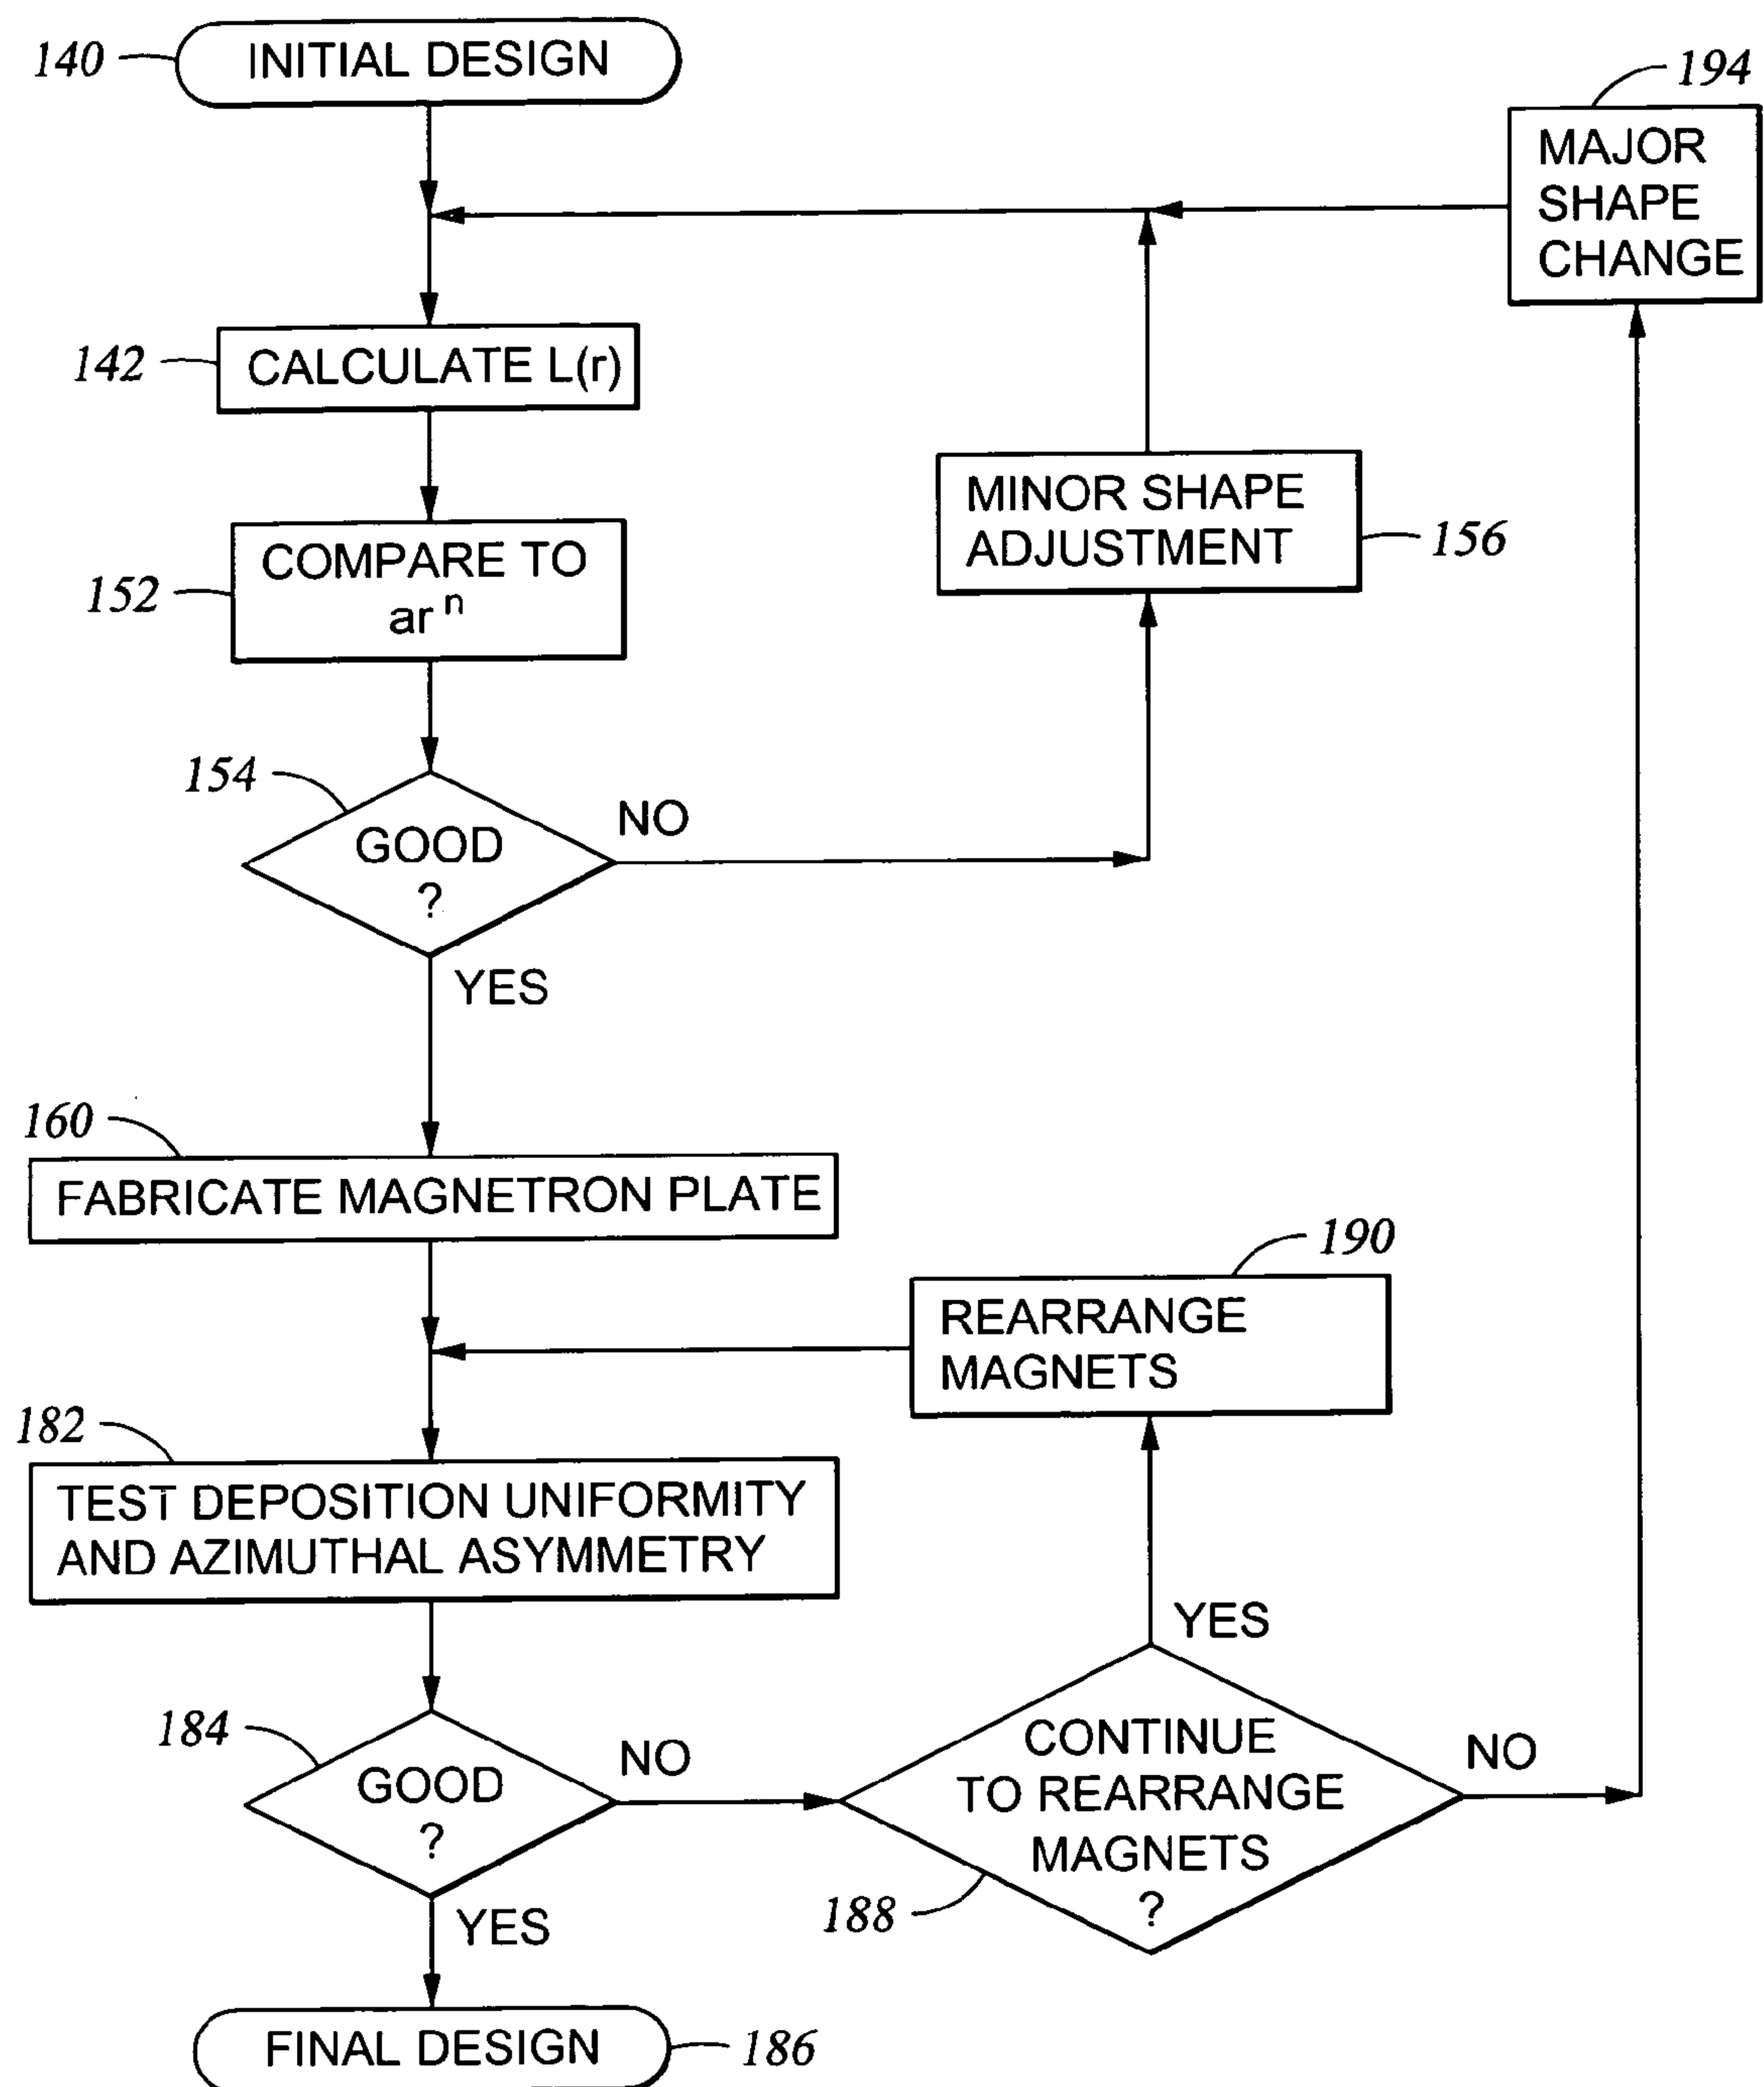 140
INITIAL DESIGN
194
MAJOR
SHAPE
CHANGE
142
CALCULATE L(r)
MINOR SHAPE
ADJUSTMENT
156
152
COMPARE TO
ar n
154
GOOD
?
NO
YES
160
FABRICATE MAGNETRON PLATE
190
REARRANGE
MAGNETS
182
TEST DEPOSITION UNIFORMITY
AND AZIMUTHAL ASYMMETRY
YES
184
GOOD
?
NO
CONTINUE
TO REARRANGE
MAGNETS
?
NO
188
YES
FINAL DESIGN
186